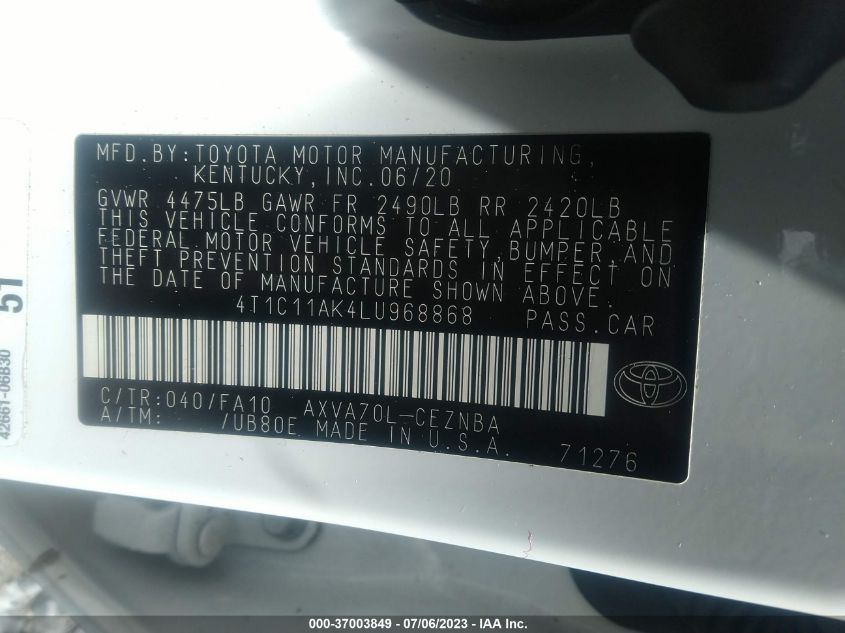 MFD.BY:TOYOTA MOTOR MANUFACTURING,
KENTUCKY,INC.06/20
GVWR 4475LB GAWR FR 2490LB RR 2420LB
THIS VEHICLE CONFORMS TO ALL APPLICABLE
FEDERAL MOTOR VEHICLE SAFETY,BUMPER,AND
THEFT PREVENTION STANDARDS IN EFFECT ON
THE DATE OF MANUFACTURE SHOWN ABOVE.
4T1C11AK4LU968868 PASS.CAR
C/TR:040/FA10 AXVA70L-CEZNBA
A/TM: /UB80E MADE IN U.S.A. 71276
51
42661-06B30
000-37003849 - 07/06/2023 - IAA Inc.